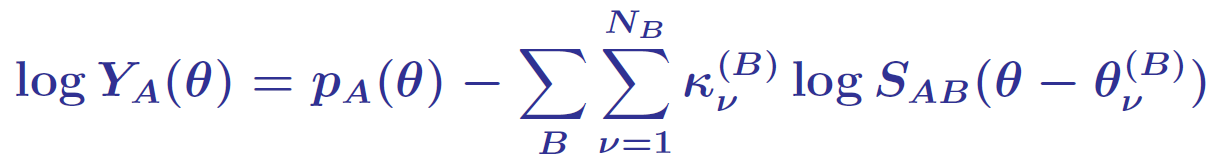 log Y_A(θ) = p_A(θ) − ∑_B ∑_{ν=1}^{N_B} κ_ν^{(B)} log S_{AB}(θ − θ_ν^{(B)})